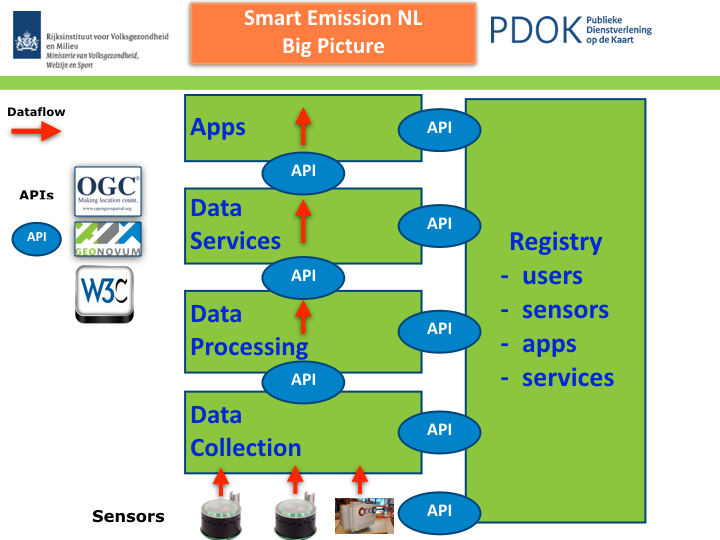 Rijksinstituut voor Volksgezondheid
en Milieu
Ministerie van Volksgezondheid,
Welzijn en Sport
Smart Emission NL
Big Picture
PDOK
Publieke
Dienstverlening
op de Kaart
Dataflow
APIs
OGC®
Making location count.
www.opengeospatial.org
API
GEONOVUM
W3C
Apps
API
API
Data
Services
API
API
Data
Processing
API
API
Data
Collection
API
Registry
- users
- sensors
- apps
- services
Sensors
API